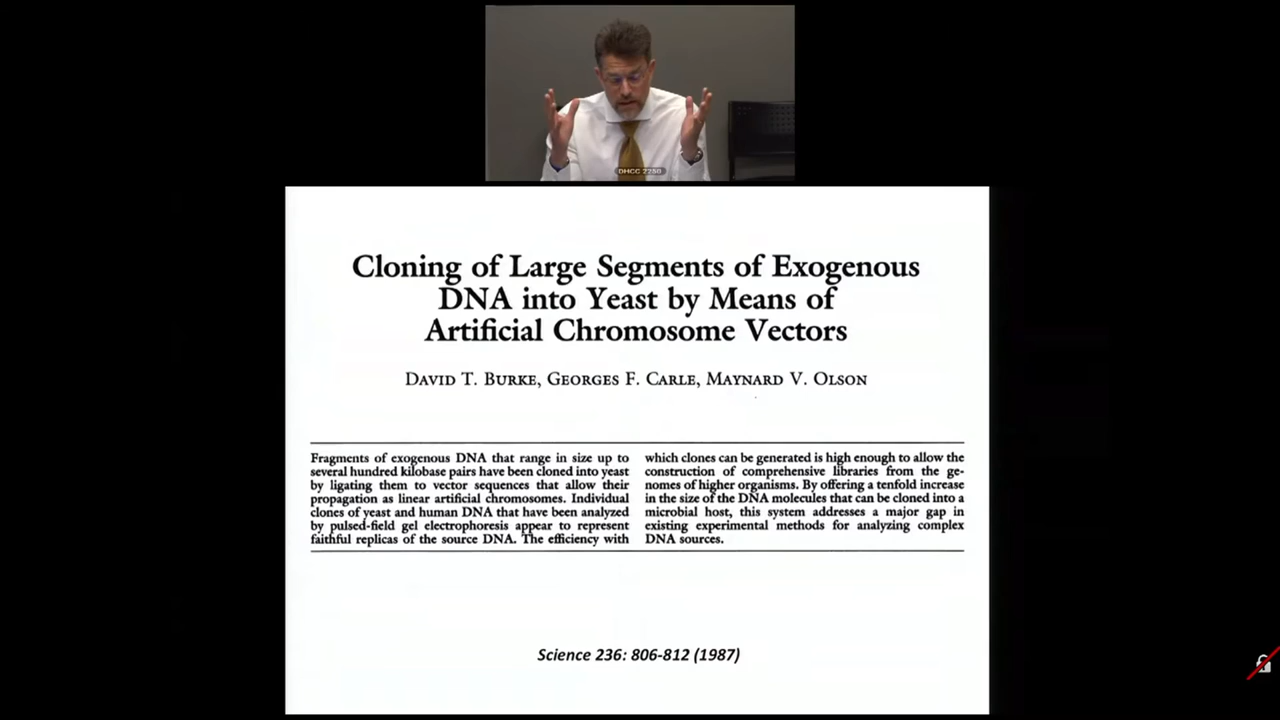 DHCC 2250
Cloning of Large Segments of Exogenous
DNA into Yeast by Means of
Artificial Chromosome Vectors
DAVID T. BURKE, GEORGES F. CARLE, MAYNARD V. OLSON
Fragments of exogenous DNA that range in size up to
several hundred kilobase pairs have been cloned into yeast
by ligating them to vector sequences that allow their
propagation as linear artificial chromosomes. Individual
clones of yeast and human DNA that have been analyzed
by pulsed-field gel electrophoresis appear to represent
faithful replicas of the source DNA. The efficiency with
which clones can be generated is high enough to allow the
construction of comprehensive libraries from the ge-
nomes of higher organisms. By offering a tenfold increase
in the size of the DNA molecules that can be cloned into a
microbial host, this system addresses a major gap in
existing experimental methods for analyzing complex
DNA sources.
Science 236: 806-812 (1987)